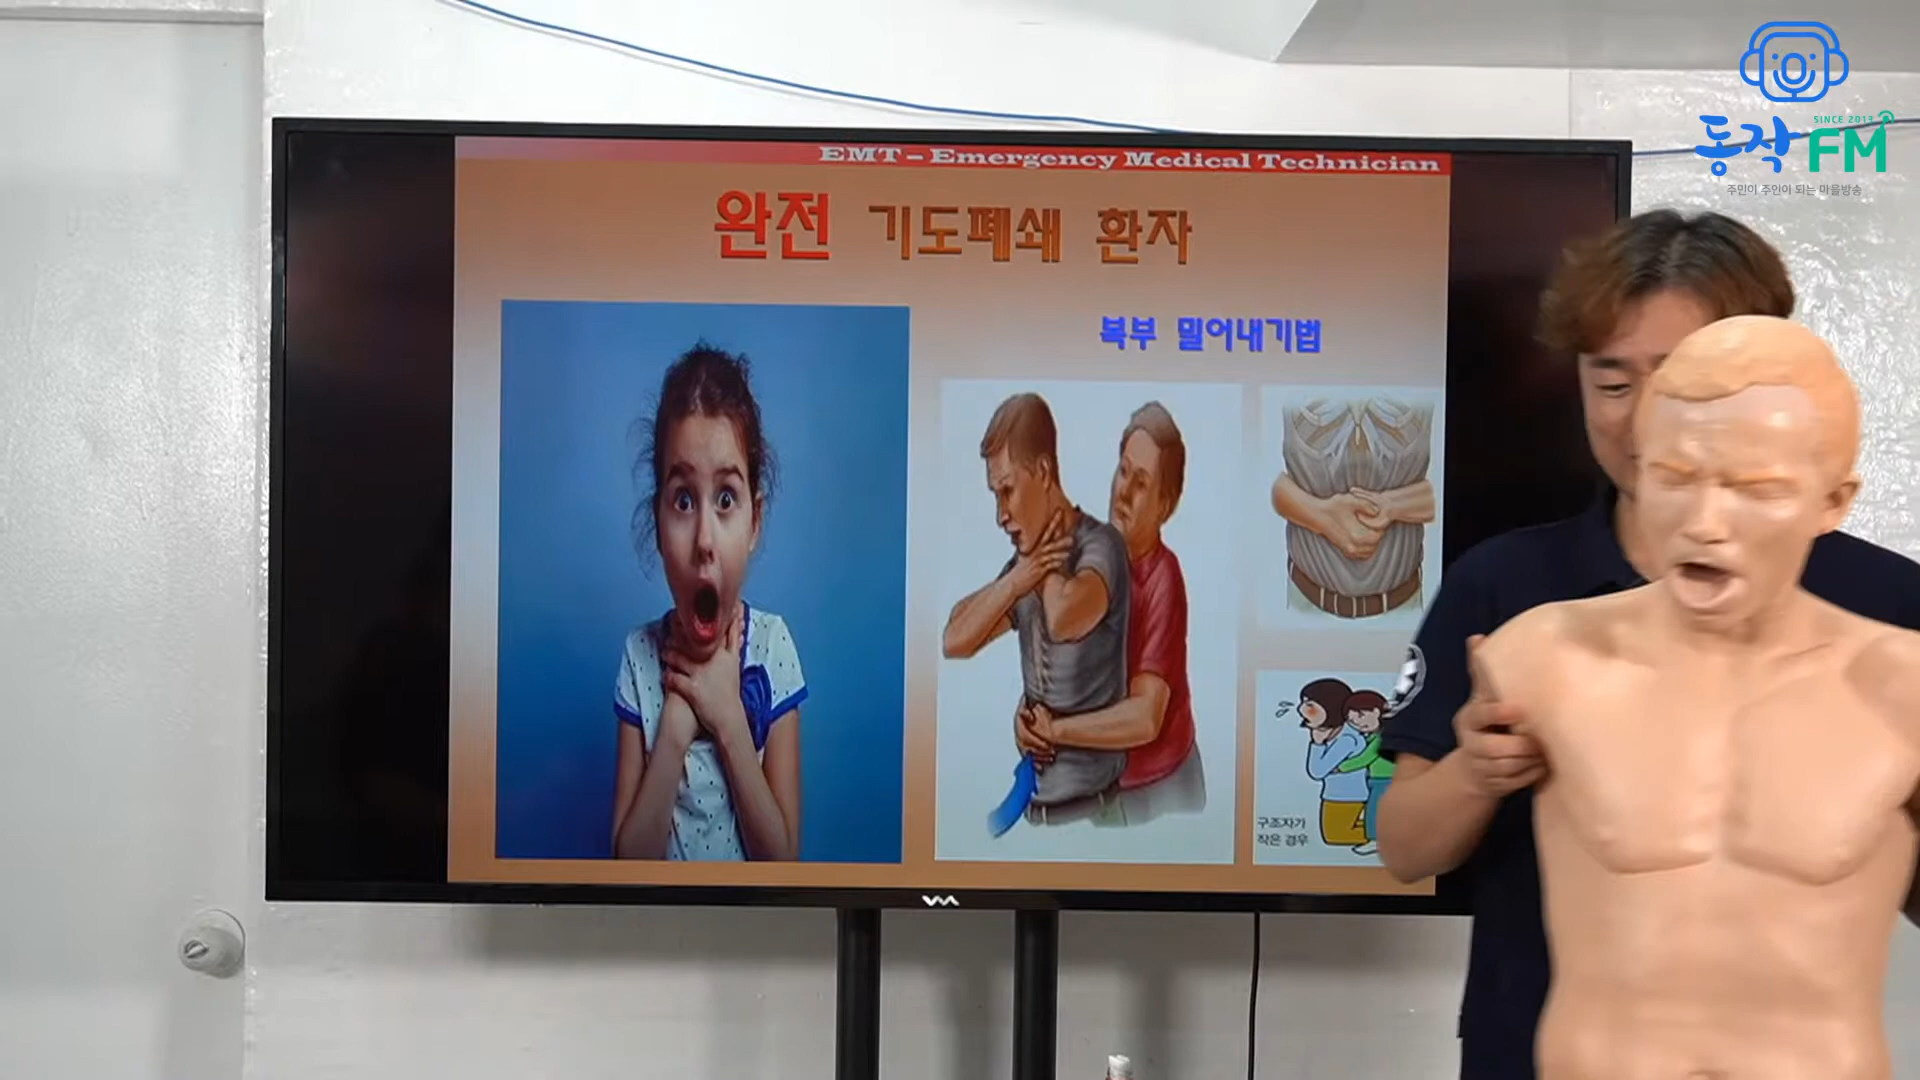 EMT – Emergency Medical Technician
완전 기도폐쇄 환자
복부 밀어내기법
구조자가
작은 경우
SINCE 2013
동작FM
주민이 주인이 되는 마을방송